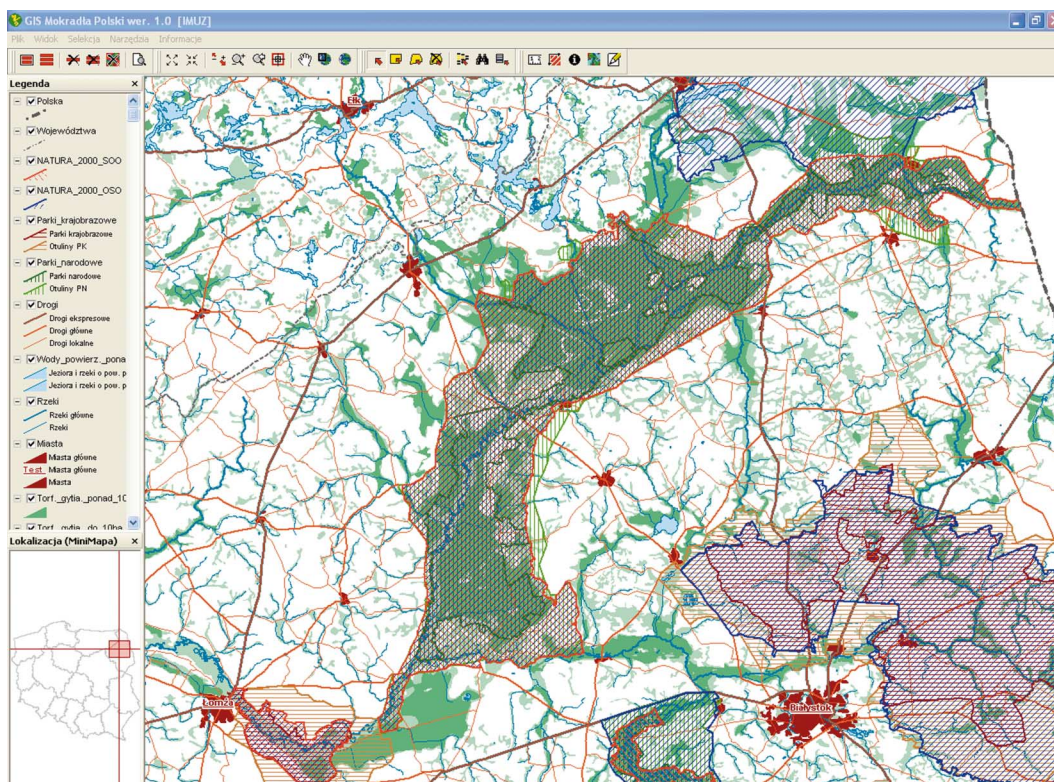 GIS Mokradła Polski wer. 1.0 [IMUZ]
Plik Widok Selekcja Narzędzia Informacje
Legenda
Polska
Województwa
NATURA_2000_SOO
NATURA_2000_OSO
Parki_krajobrazowe
Parki krajobrazowe
Otuliny PK
Parki_narodowe
Parki narodowe
Otuliny PN
Drogi
Drogi ekspresowe
Drogi główne
Drogi lokalne
Wody_powierz._pona
Jeziora i rzeki o pow. p
Jeziora i rzeki o pow. p
Rzeki
Rzeki główne
Rzeki
Miasta
Miasta główne
Test Miasta główne
Miasta
Torf._gytia._ponad_10
Torf._gytia._do_10ha
Lokalizacja (MiniMapa)
Ełk
Łomża
Białystok